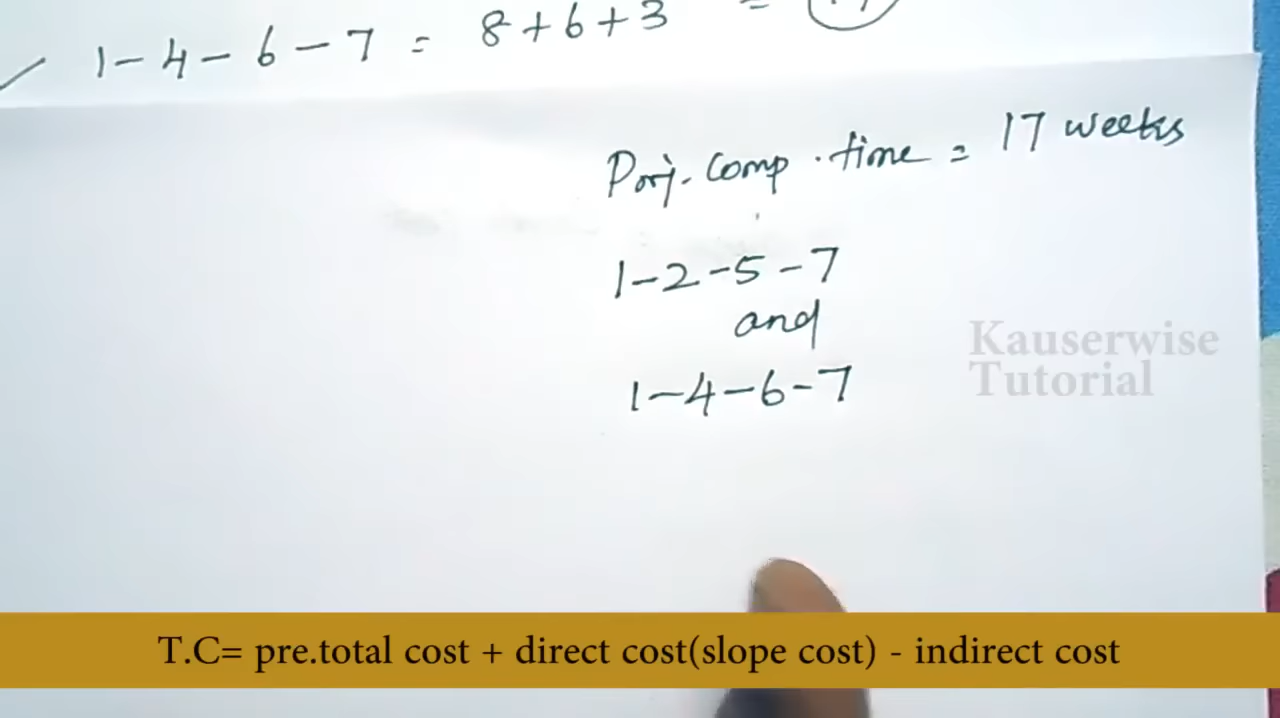 1-4-6-7 = 8+6+3 =
Porj. Comp. time = 17 weeks
1-2-5-7
and
1-4-6-7
Kauserwise
Tutorial
T.C= pre.total cost + direct cost(slope cost) - indirect cost